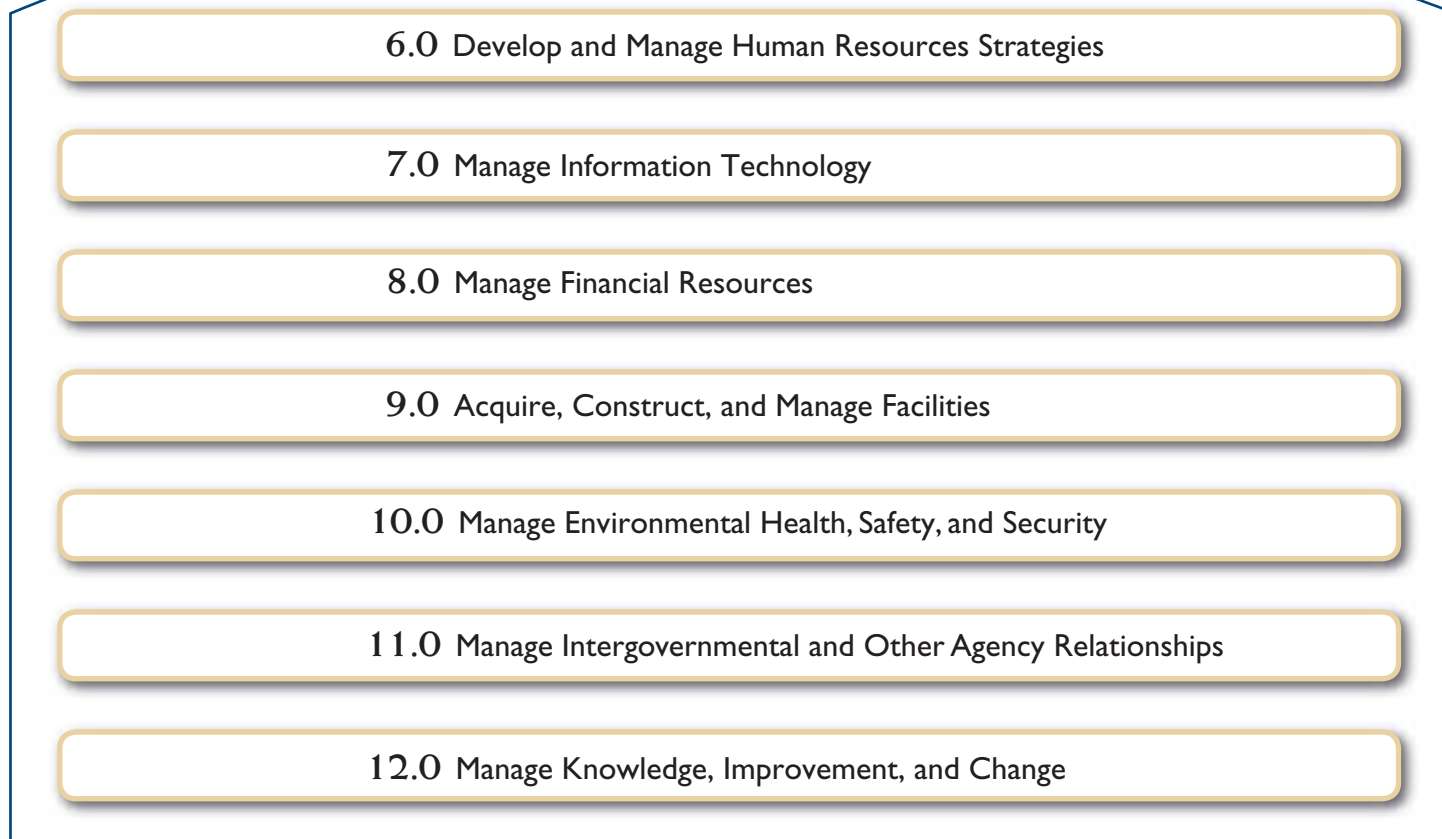 6.0 Develop and Manage Human Resources Strategies
7.0 Manage Information Technology
8.0 Manage Financial Resources
9.0 Acquire, Construct, and Manage Facilities
10.0 Manage Environmental Health, Safety, and Security
11.0 Manage Intergovernmental and Other Agency Relationships
12.0 Manage Knowledge, Improvement, and Change